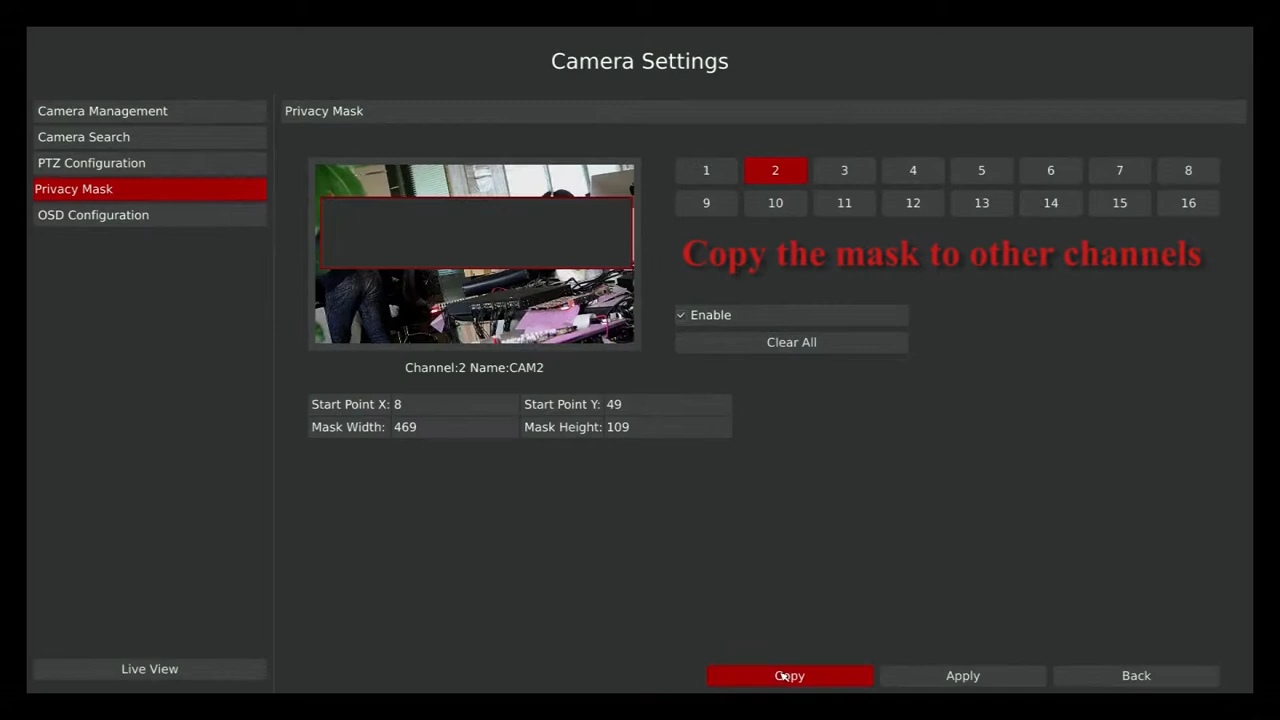 Camera Settings
Camera Management
Camera Search
PTZ Configuration
Privacy Mask
OSD Configuration
Live View
Privacy Mask
1 2 3 4 5 6 7 8
9 10 11 12 13 14 15 16
Copy the mask to other channels
Enable
Clear All
Channel:2 Name:CAM2
Start Point X: 8 Start Point Y: 49
Mask Width: 469 Mask Height: 109
Copy Apply Back